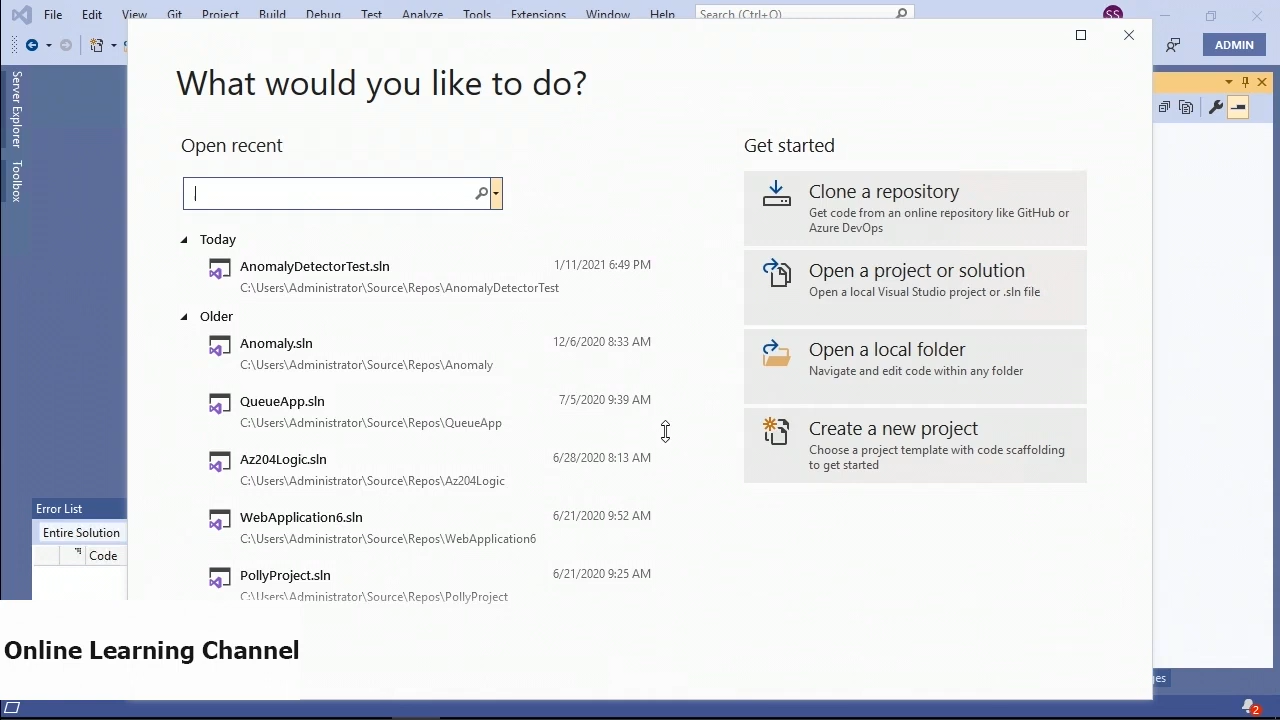 File Edit View Git Project Build Debug Test Analyze Tools Extensions Window Help Search (Ctrl+Q) SS
ADMIN
Server Explorer
Toolbox
What would you like to do?
Open recent
Today
AnomalyDetectorTest.sln 1/11/2021 6:49 PM
C:\Users\Administrator\Source\Repos\AnomalyDetectorTest
Older
Anomaly.sln 12/6/2020 8:33 AM
C:\Users\Administrator\Source\Repos\Anomaly
QueueApp.sln 7/5/2020 9:39 AM
C:\Users\Administrator\Source\Repos\QueueApp
Az204Logic.sln 6/28/2020 8:13 AM
C:\Users\Administrator\Source\Repos\Az204Logic
WebApplication6.sln 6/21/2020 9:52 AM
C:\Users\Administrator\Source\Repos\WebApplication6
PollyProject.sln 6/21/2020 9:25 AM
C:\Users\Administrator\Source\Repos\PollyProject
Get started
Clone a repository
Get code from an online repository like GitHub or
Azure DevOps
Open a project or solution
Open a local Visual Studio project or .sln file
Open a local folder
Navigate and edit code within any folder
Create a new project
Choose a project template with code scaffolding
to get started
Error List
Entire Solution
Code
Online Learning Channel
2